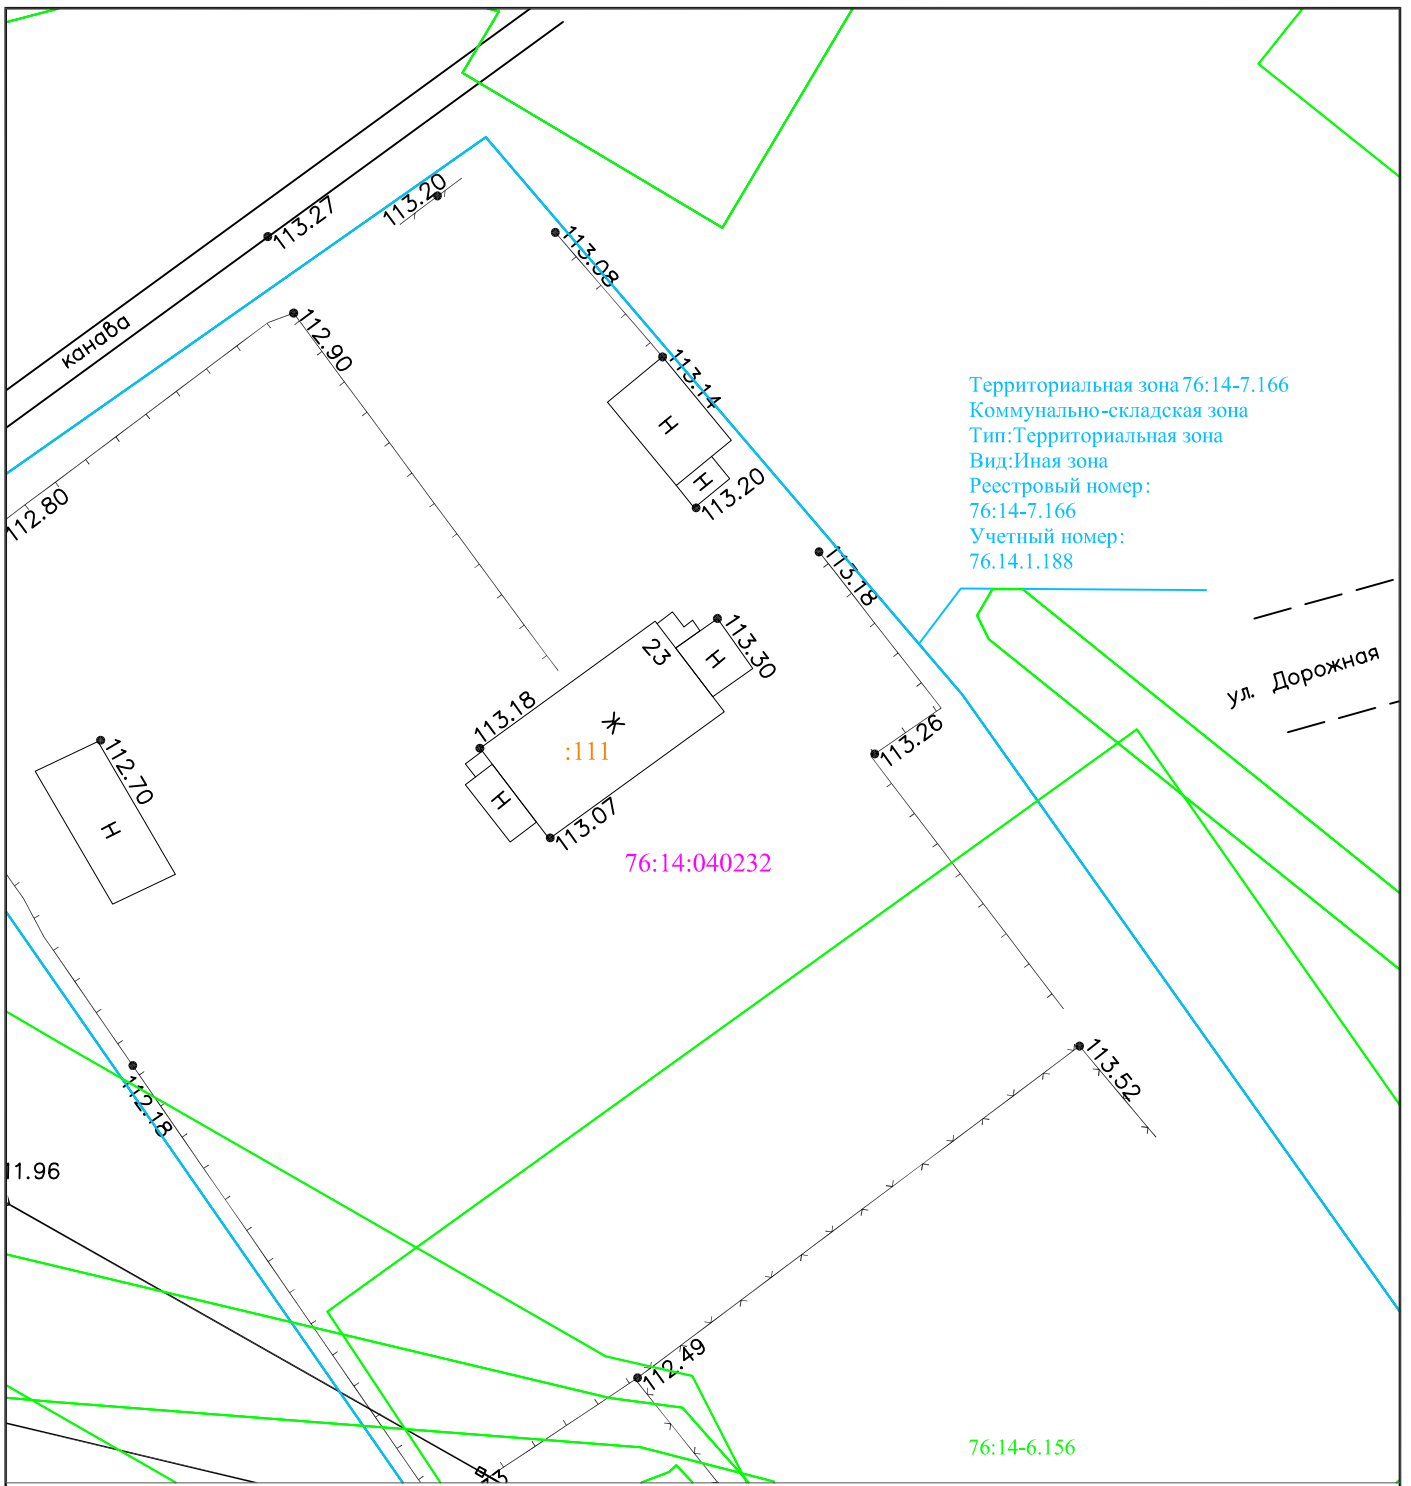 113.20
113.27
113.08
канава
112.90
113.14
Территориальная зона 76:14-7.166
Коммунально-складская зона
Тип:Территориальная зона
Вид:Иная зона
Реестровый номер:
76:14-7.166
Учетный номер:
76.14.1.188
Н
Н
113.20
112.80
113.18
113.30
23
Н
ул. Дорожная
113.18
Ж
:111
113.26
112.70
Н
Н
113.07
76:14:040232
113.52
112.18
11.96
112.49
76:14-6.156
3